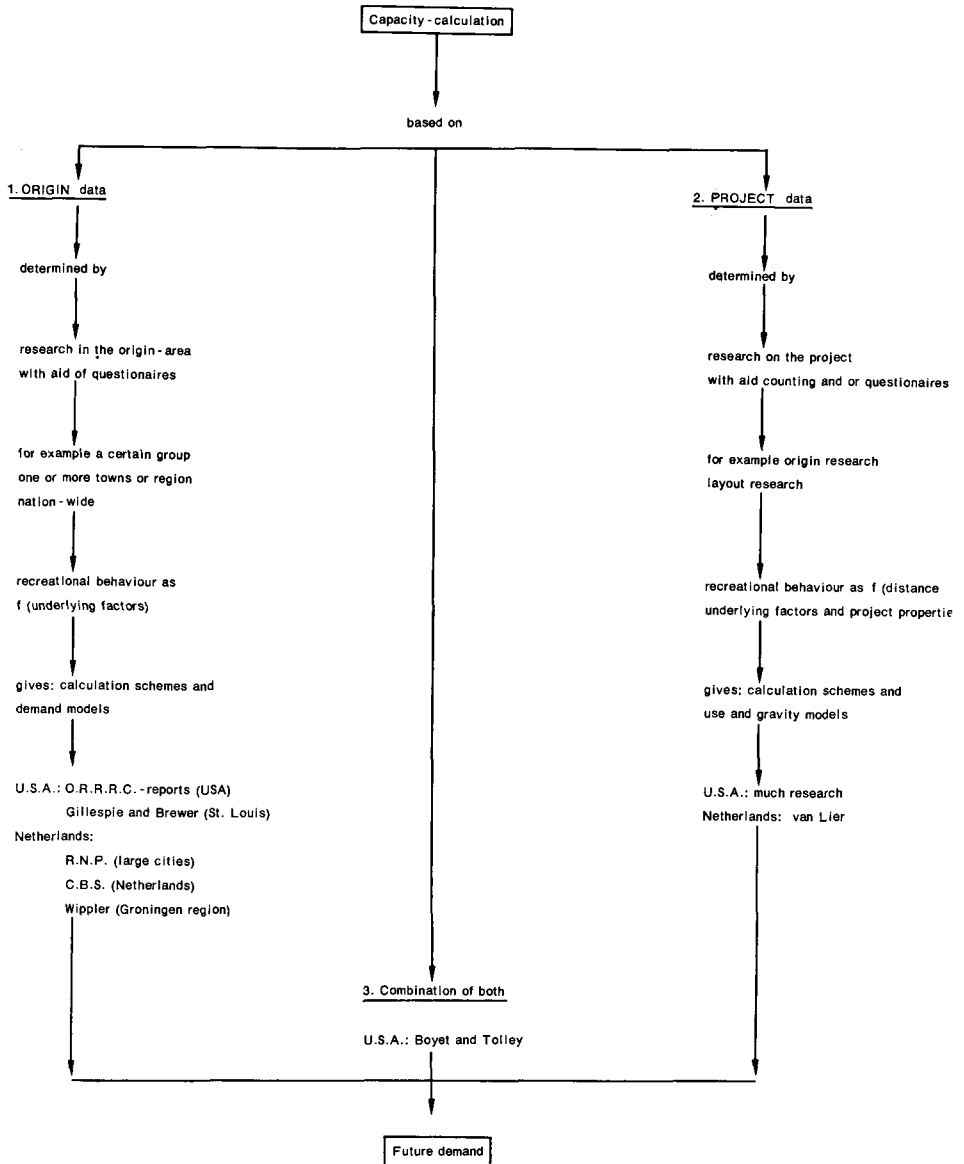 Capacity-calculation
based on
1. ORIGIN data
determined by
research in the origin-area
with aid of questionaires
for example a certain group
one or more towns or region
nation-wide
recreational behaviour as
f (underlying factors)
gives: calculation schemes and
demand models
U.S.A.: O.R.R.R.C.-reports (USA)
Gillespie and Brewer (St. Louis)
Netherlands:
R.N.P. (large cities)
C.B.S. (Netherlands)
Wippler (Groningen region)
2. PROJECT data
determined by
research on the project
with aid counting and or questionaires
for example origin research
layout research
recreational behaviour as f (distance
underlying factors and project propertie
gives: calculation schemes and
use and gravity models
U.S.A.: much research
Netherlands: van Lier
3. Combination of both
U.S.A.: Boyet and Tolley
Future demand